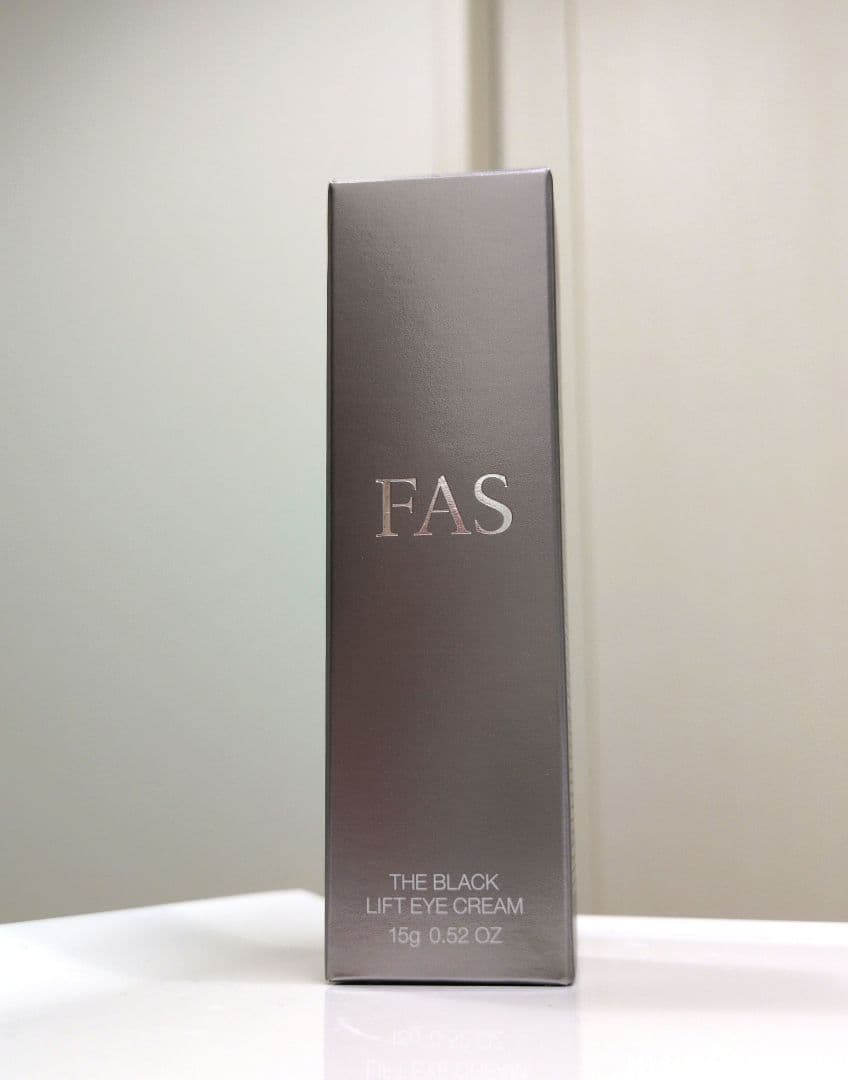 FAS
THE BLACK
LIFT EYE CREAM
15g 0.52 OZ